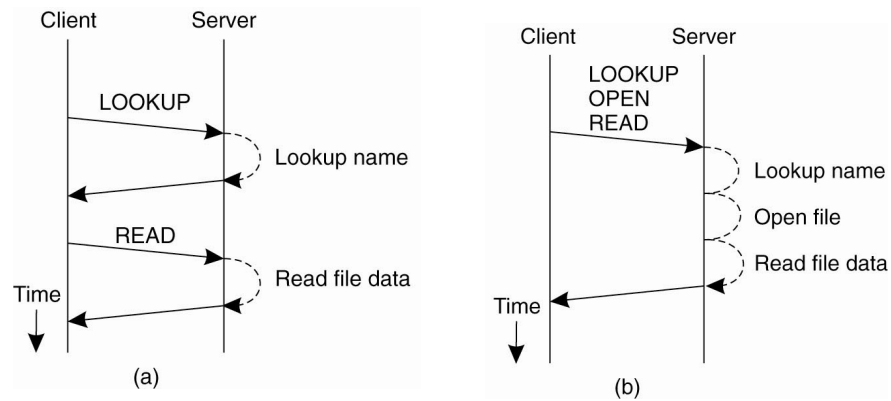 Client Server
LOOKUP
Lookup name
READ
Read file data
Time
(a)
Client Server
LOOKUP
OPEN
READ
Lookup name
Open file
Read file data
Time
(b)